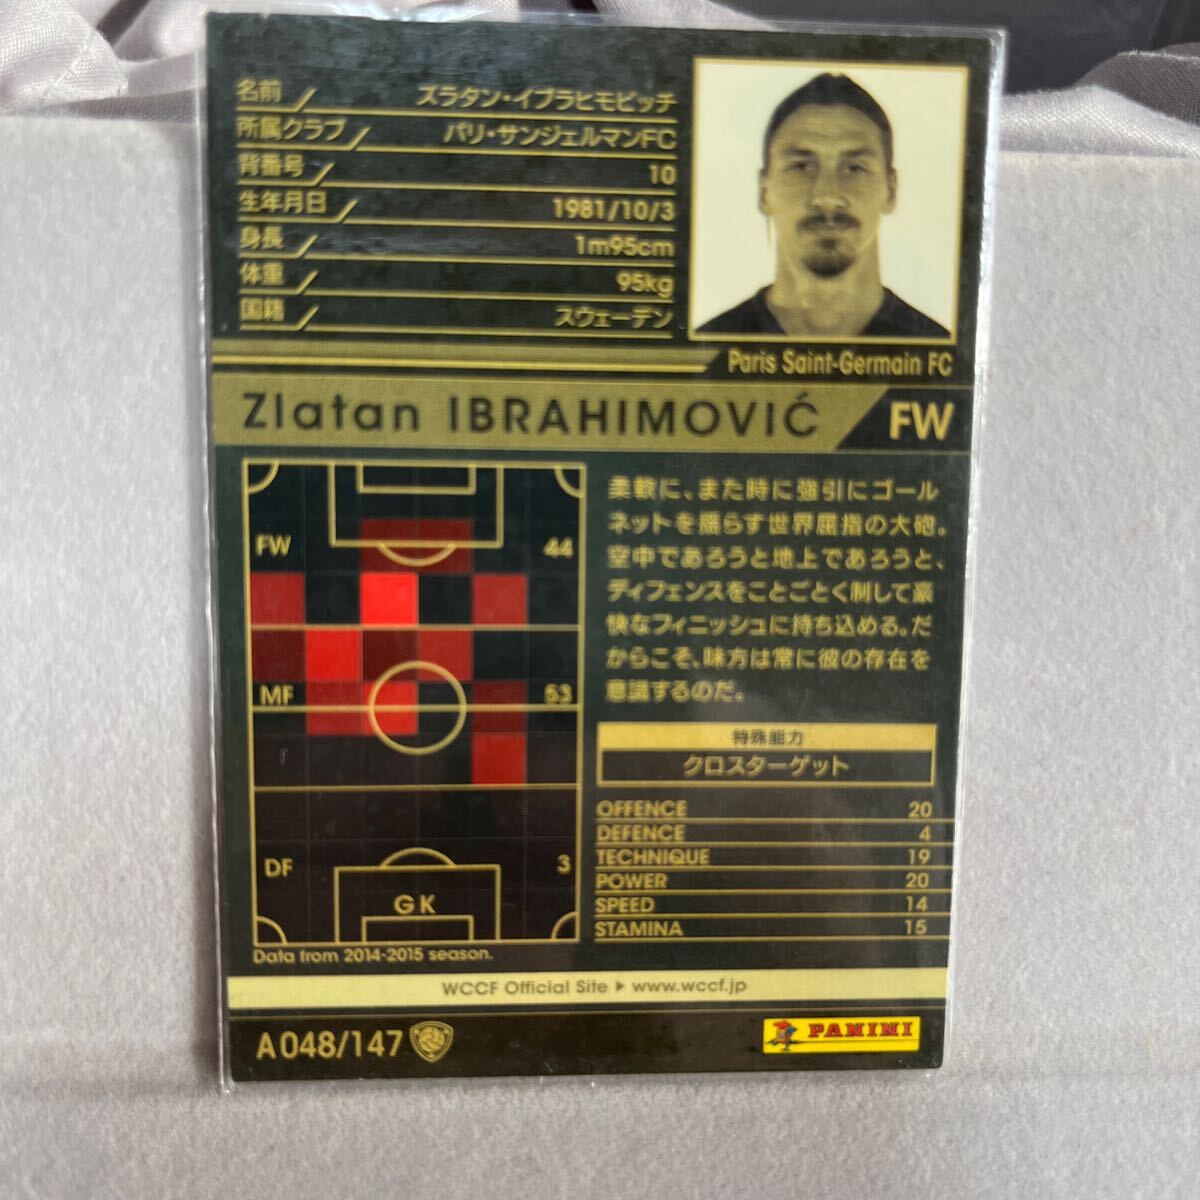 名前 ズラタン・イブラヒモビッチ
所属クラブ パリ・サンジェルマンFC
背番号 10
生年月日 1981/10/3
身長 1m95cm
体重 95kg
国籍 スウェーデン
Paris Saint-Germain FC
Zlatan IBRAHIMOVIĆ FW
FW 44
MF 53
DF 3
GK
Data from 2014-2015 season.
柔軟に、また時に強引にゴール
ネットを揺らす世界屈指の大砲。
空中であろうと地上であろうと、
ディフェンスをことごとく制して豪
快なフィニッシュに持ち込める。だ
からこそ、味方は常に彼の存在を
意識するのだ。
特殊能力
クロスターゲット
OFFENCE 20
DEFENCE 4
TECHNIQUE 19
POWER 20
SPEED 14
STAMINA 15
WCCF Official Site ▶ www.wccf.jp
A048/147
PANINI